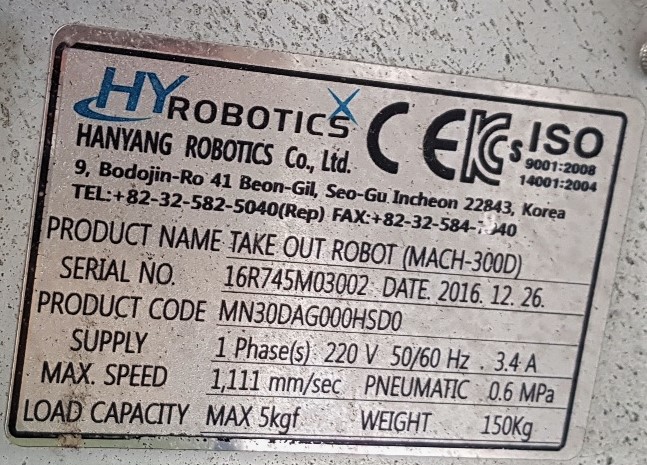 HYROBOTICS
HANYANG ROBOTICS Co., Ltd.
CE KCs ISO
9001:2008
14001:2004
9, Bodojin-Ro 41 Beon-Gil, Seo-Gu Incheon 22843, Korea
TEL:+82-32-582-5040(Rep) FAX:+82-32-584-
PRODUCT NAME TAKE OUT ROBOT (MACH-300D)
SERIAL NO. 16R745M03002 DATE. 2016. 12. 26.
PRODUCT CODE MN30DAG000HSD0
SUPPLY 1 Phase(s) 220 V 50/60 Hz . 3.4 A
MAX. SPEED 1,111 mm/sec PNEUMATIC 0.6 MPa
LOAD CAPACITY MAX 5kgf WEIGHT 150Kg